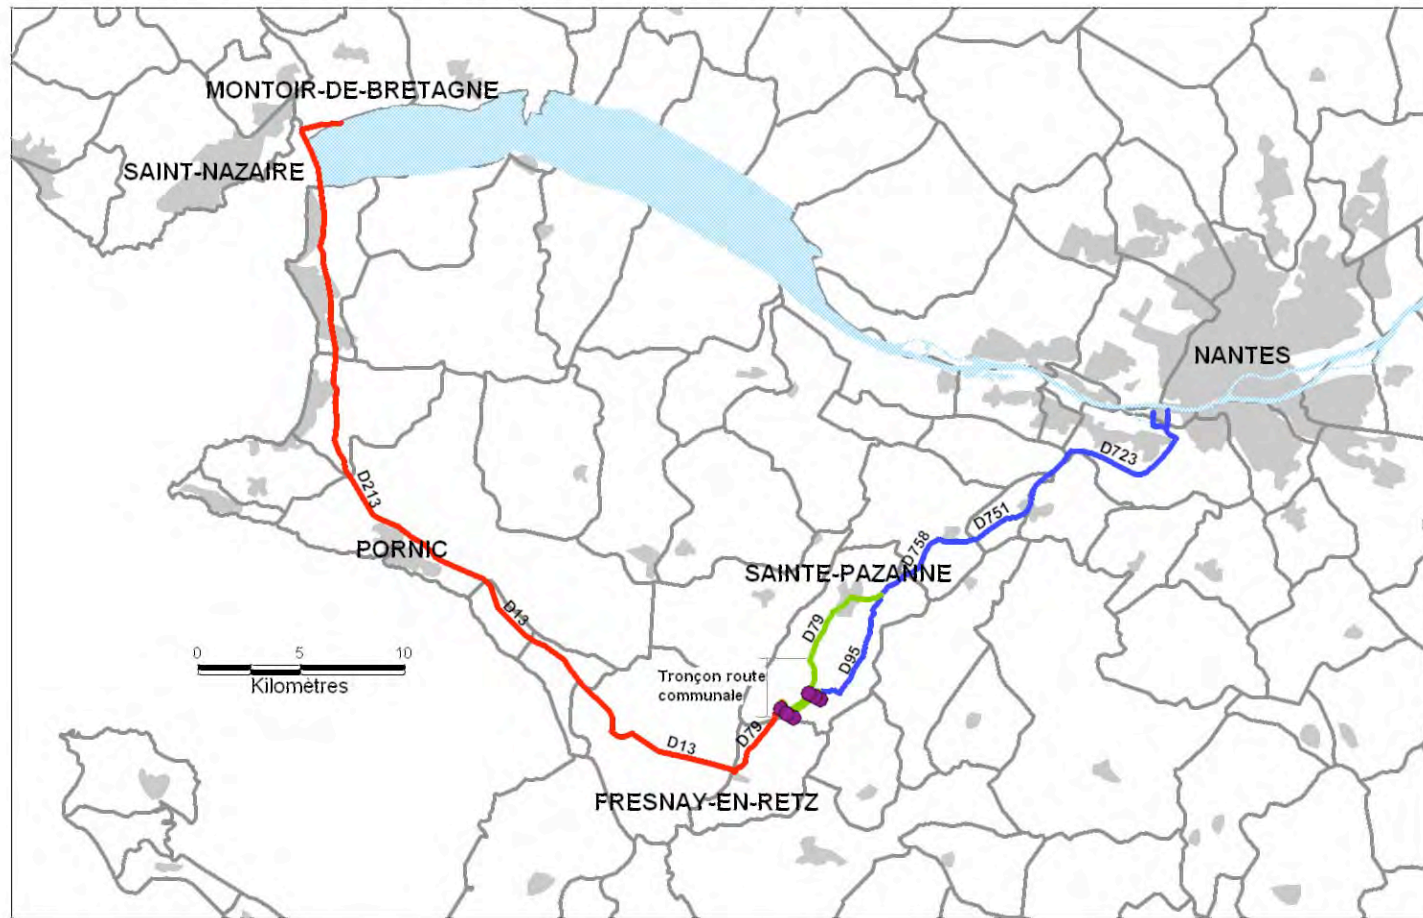 MONTOIR-DE-BRETAGNE
SAINT-NAZAIRE
NANTES
D723
D213
D751
PORNIC
D758
SAINTE-PAZANNE
D13
D79
D95
0 5 10
Kilomètres
Tronçon route
communale
D79
D13
FRESNAY-EN-RETZ